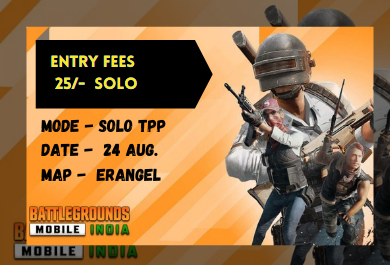 ENTRY FEES
25/- SOLO
MODE - SOLO TPP
DATE - 24 AUG.
MAP - ERANGEL
BATTLEGROUNDS
MOBILE INDIA
MOBILE INDIA